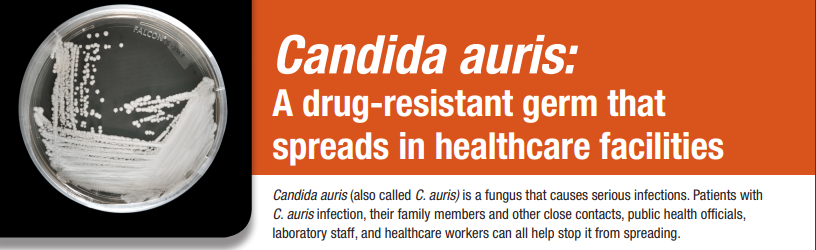 FALCON
Candida auris:
A drug-resistant germ that
spreads in healthcare facilities
Candida auris (also called C. auris) is a fungus that causes serious infections. Patients with
C. auris infection, their family members and other close contacts, public health officials,
laboratory staff, and healthcare workers can all help stop it from spreading.